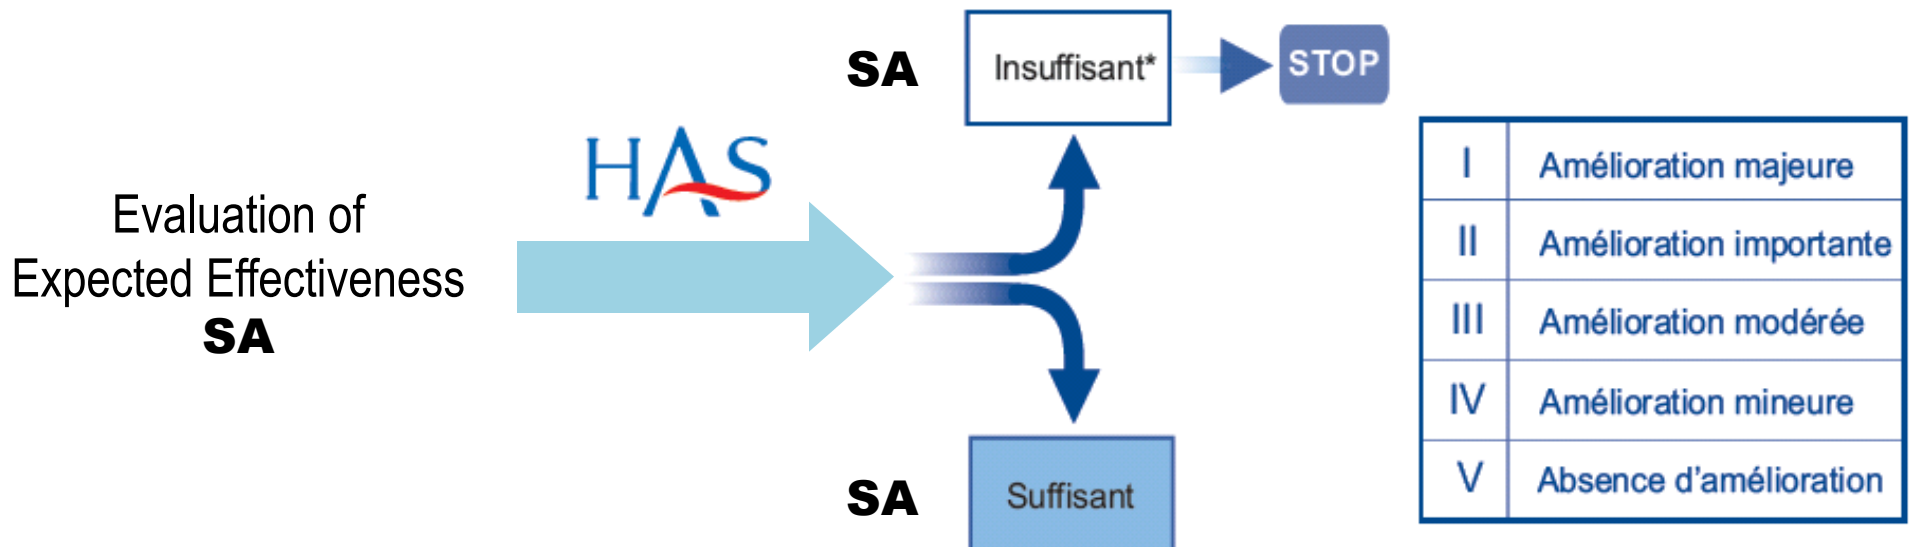 Evaluation of
Expected Effectiveness
SA
HAS
SA
Insuffisant*
STOP
SA
Suffisant
I Amélioration majeure
II Amélioration importante
III Amélioration modérée
IV Amélioration mineure
V Absence d'amélioration